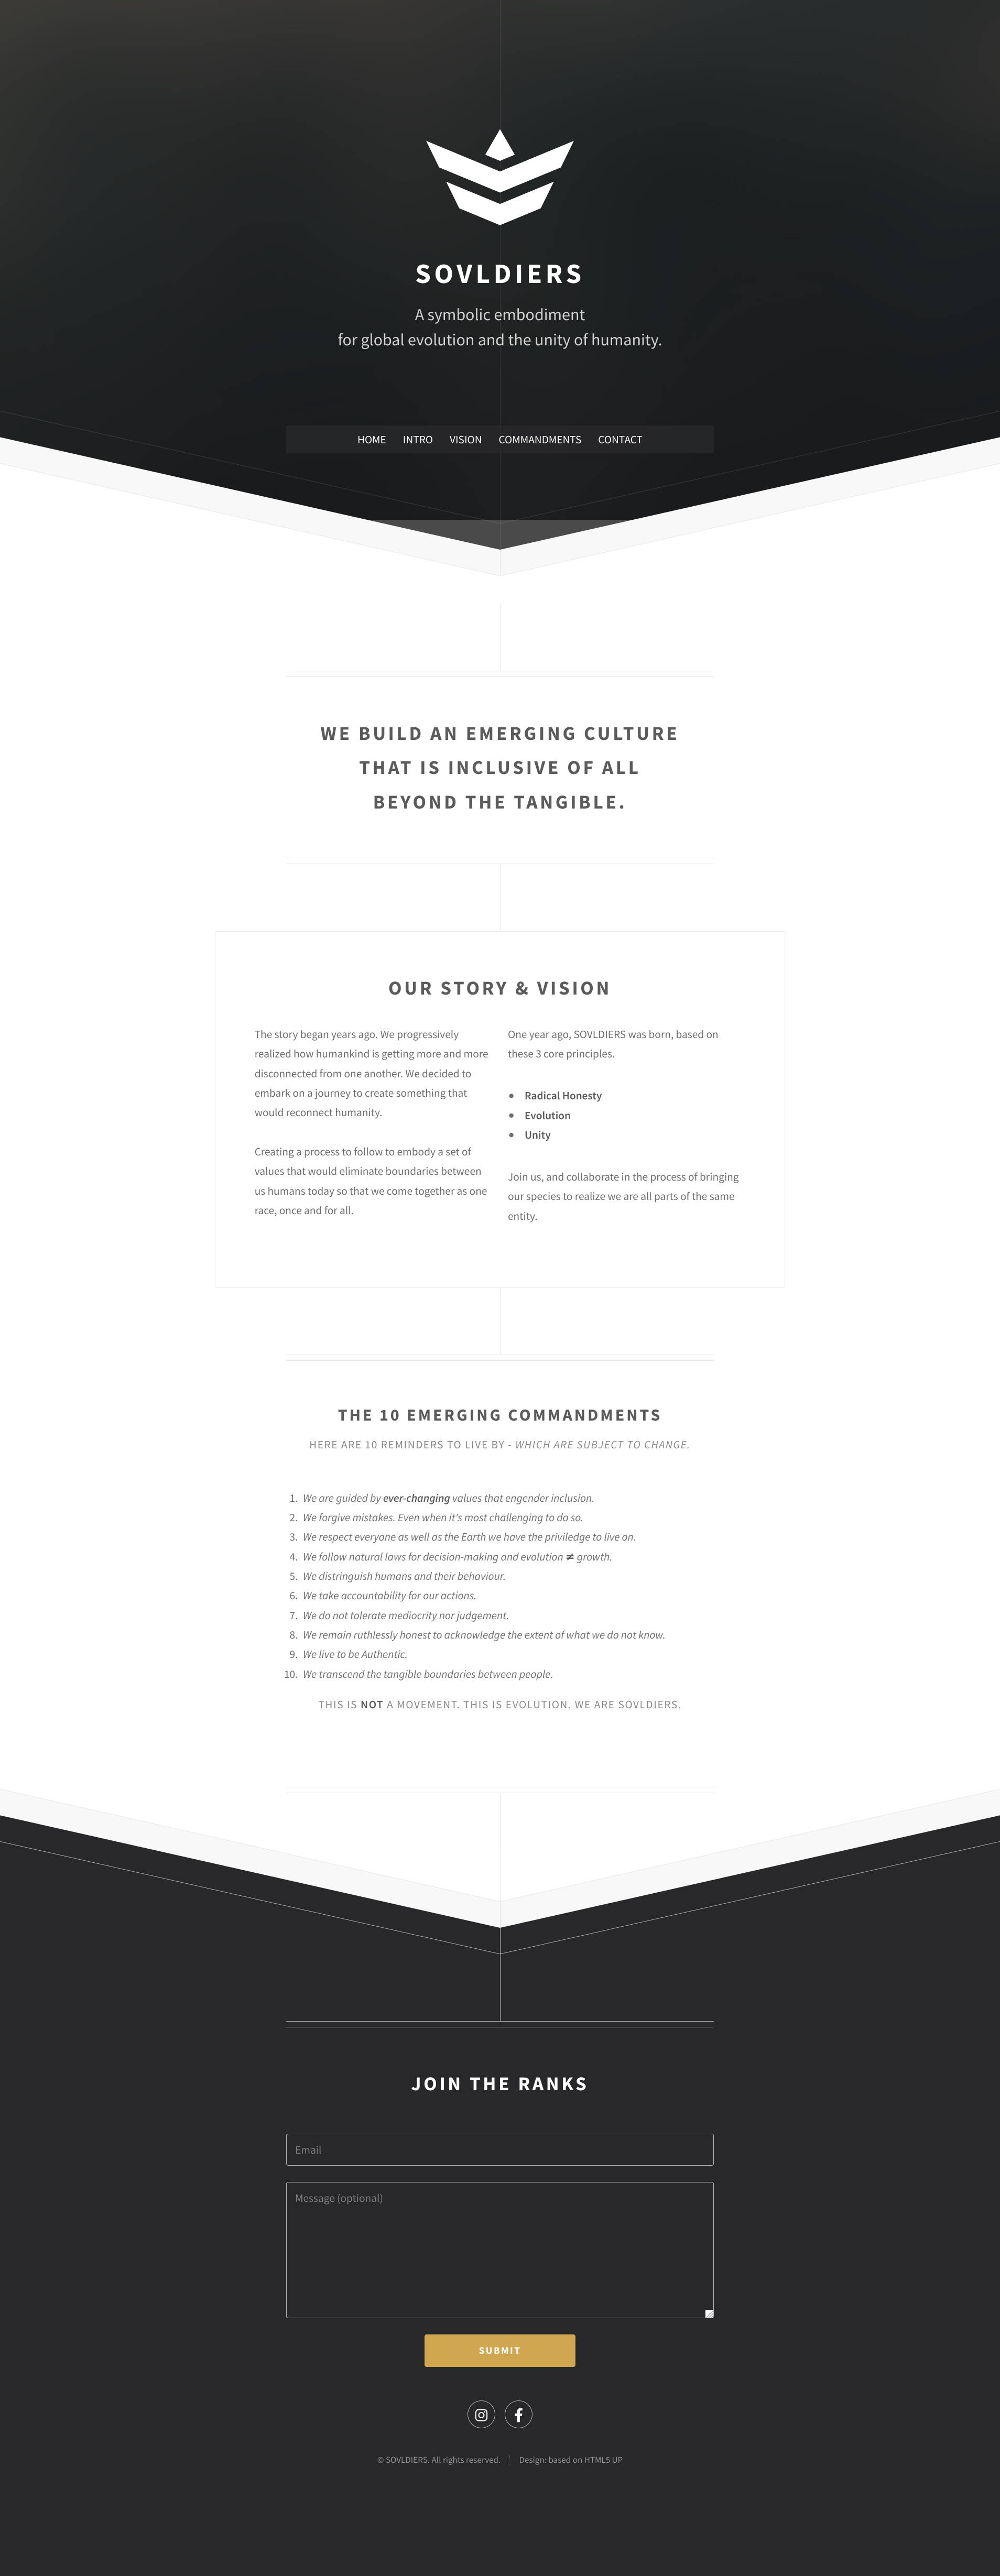 SOVLDIERS
A symbolic embodiment
for global evolution and the unity of humanity.
HOME INTRO VISION COMMANDMENTS CONTACT
WE BUILD AN EMERGING CULTURE
THAT IS INCLUSIVE OF ALL
BEYOND THE TANGIBLE.
OUR STORY & VISION
The story began years ago. We progressively
realized how humankind is getting more and more
disconnected from one another. We decided to
embark on a journey to create something that
would reconnect humanity.
Creating a process to follow to embody a set of
values that would eliminate boundaries between
us humans today so that we come together as one
race, once and for all.
One year ago, SOVLDIERS was born, based on
these 3 core principles.
• Radical Honesty
• Evolution
• Unity
Join us, and collaborate in the process of bringing
our species to realize we are all parts of the same
entity.
THE 10 EMERGING COMMANDMENTS
HERE ARE 10 REMINDERS TO LIVE BY - WHICH ARE SUBJECT TO CHANGE.
1. We are guided by ever-changing values that engender inclusion.
2. We forgive mistakes. Even when it's most challenging to do so.
3. We respect everyone as well as the Earth we have the priviledge to live on.
4. We follow natural laws for decision-making and evolution ≠ growth.
5. We distringuish humans and their behaviour.
6. We take accountability for our actions.
7. We do not tolerate mediocrity nor judgement.
8. We remain ruthlessly honest to acknowledge the extent of what we do not know.
9. We live to be Authentic.
10. We transcend the tangible boundaries between people.
THIS IS NOT A MOVEMENT. THIS IS EVOLUTION. WE ARE SOVLDIERS.
JOIN THE RANKS
Email
Message (optional)
SUBMIT
© SOVLDIERS. All rights reserved. | Design: based on HTML5 UP